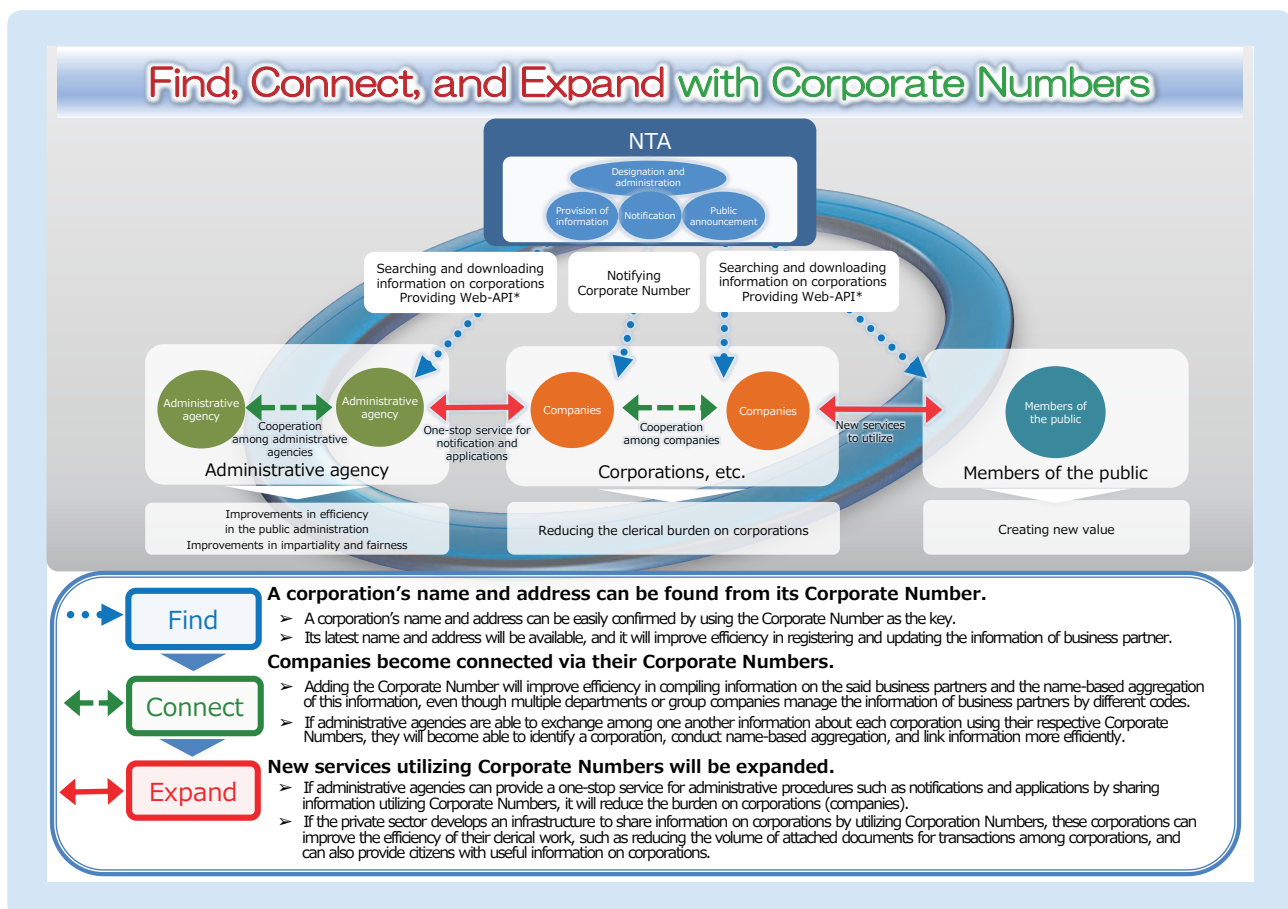 Find, Connect, and Expand with Corporate Numbers
NTA
Designation and
administration
Provision of
information
Notification
Public
announcement
Searching and downloading
information on corporations
Providing Web-API*
Notifying
Corporate Number
Searching and downloading
information on corporations
Providing Web-API*
Administrative
agency
Cooperation
among administrative
agencies
Administrative
agency
Administrative agency
One-stop service for
notification and
applications
Companies
Cooperation
among companies
Companies
Corporations, etc.
New services
to utilize
Members of
the public
Members of the public
Improvements in efficiency
in the public administration
Improvements in impartiality and fairness
Reducing the clerical burden on corporations
Creating new value
Find
A corporation's name and address can be found from its Corporate Number.
➢ A corporation's name and address can be easily confirmed by using the Corporate Number as the key.
➢ Its latest name and address will be available, and it will improve efficiency in registering and updating the information of business partner.
Connect
Companies become connected via their Corporate Numbers.
➢ Adding the Corporate Number will improve efficiency in compiling information on the said business partners and the name-based aggregation
of this information, even though multiple departments or group companies manage the information of business partners by different codes.
➢ If administrative agencies are able to exchange among one another information about each corporation using their respective Corporate
Numbers, they will become able to identify a corporation, conduct name-based aggregation, and link information more efficiently.
Expand
New services utilizing Corporate Numbers will be expanded.
➢ If administrative agencies can provide a one-stop service for administrative procedures such as notifications and applications by sharing
information utilizing Corporate Numbers, it will reduce the burden on corporations (companies).
➢ If the private sector develops an infrastructure to share information on corporations by utilizing Corporation Numbers, these corporations can
improve the efficiency of their clerical work, such as reducing the volume of attached documents for transactions among corporations, and
can also provide citizens with useful information on corporations.